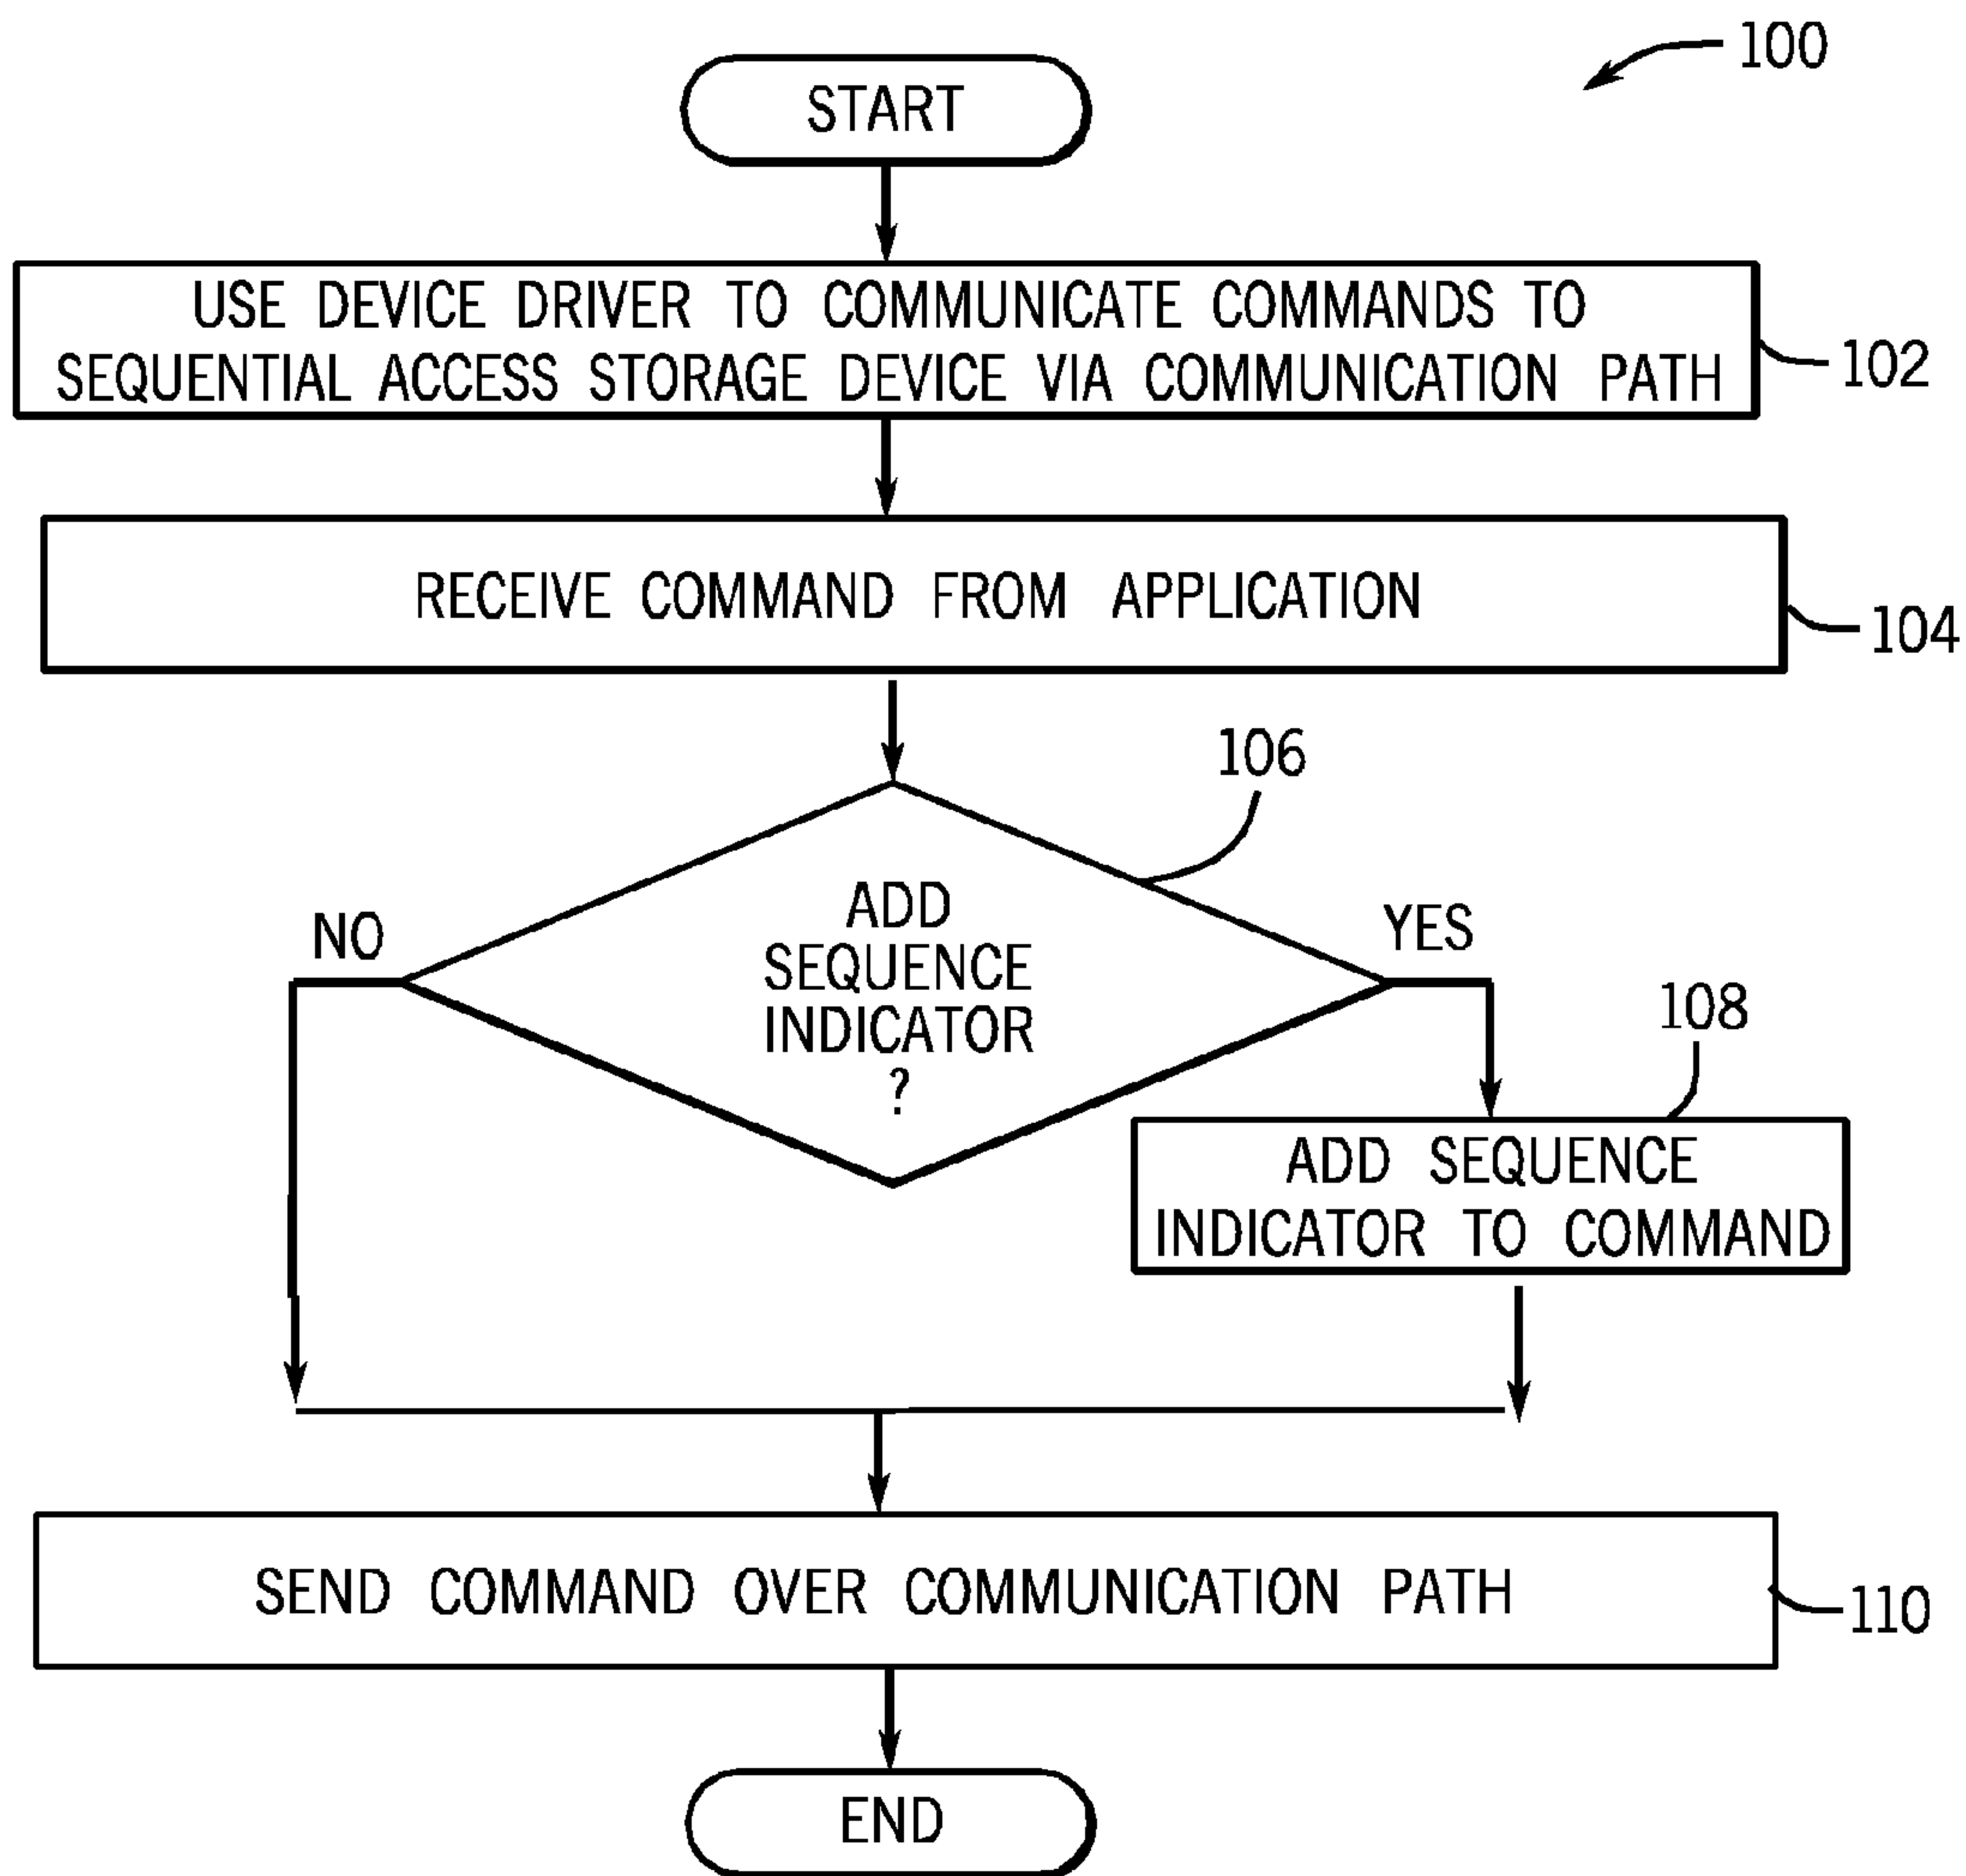 100
START
USE DEVICE DRIVER TO COMMUNICATE COMMANDS TO
SEQUENTIAL ACCESS STORAGE DEVICE VIA COMMUNICATION PATH
102
RECEIVE COMMAND FROM APPLICATION
104
106
ADD
SEQUENCE
INDICATOR
?
NO
YES
108
ADD SEQUENCE
INDICATOR TO COMMAND
SEND COMMAND OVER COMMUNICATION PATH
110
END